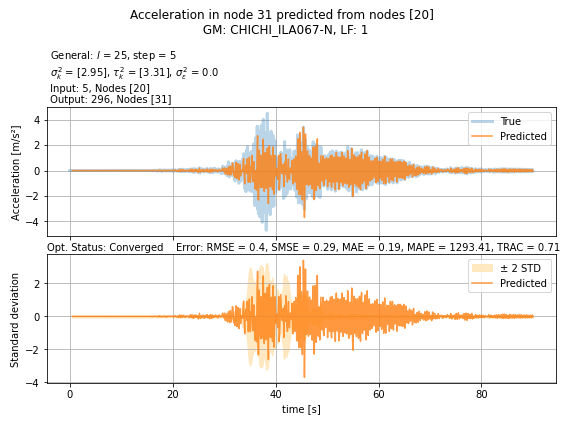 Acceleration in node 31 predicted from nodes [20]
GM: CHICHI_ILA067-N, LF: 1
General: l = 25, step = 5
σ²ₖ = [2.95], τ²ₖ = [3.31], σ²ε = 0.0
Input: 5, Nodes [20]
Output: 296, Nodes [31]
Acceleration [m/s²]
4
2
0
−2
−4
True
Predicted
Opt. Status: Converged Error: RMSE = 0.4, SMSE = 0.29, MAE = 0.19, MAPE = 1293.41, TRAC = 0.71
Standard deviation
2
0
−2
−4
± 2 STD
Predicted
0 20 40 60 80
time [s]